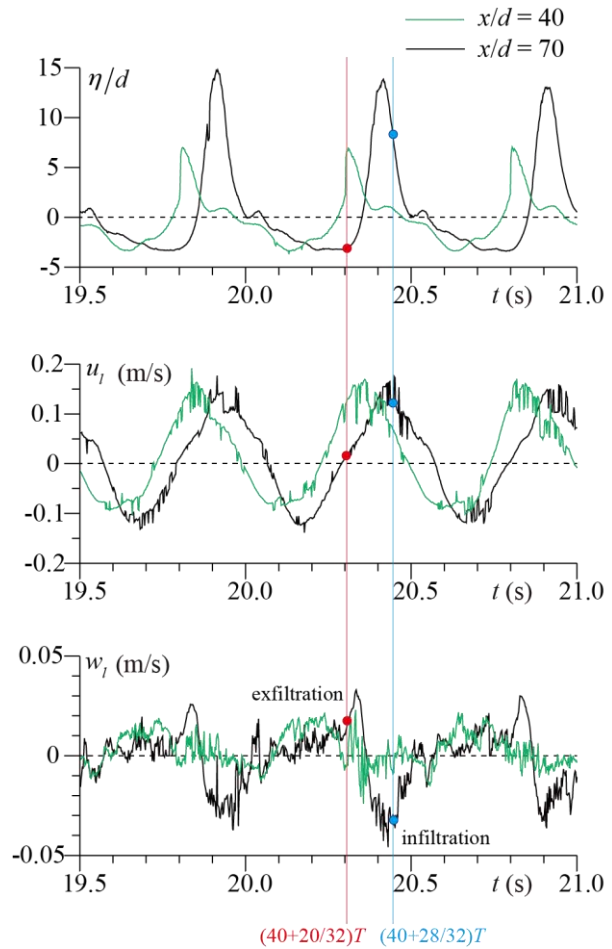 x/d = 40
x/d = 70
η/d
15
10
5
0
-5
19.5 20.0 20.5 t (s) 21.0
u_l (m/s)
0.2
0.1
0
-0.1
-0.2
19.5 20.0 20.5 t (s) 21.0
w_l (m/s)
0.05
exfiltration
0
infiltration
-0.05
19.5 20.0 20.5 t (s) 21.0
(40+20/32)T (40+28/32)T